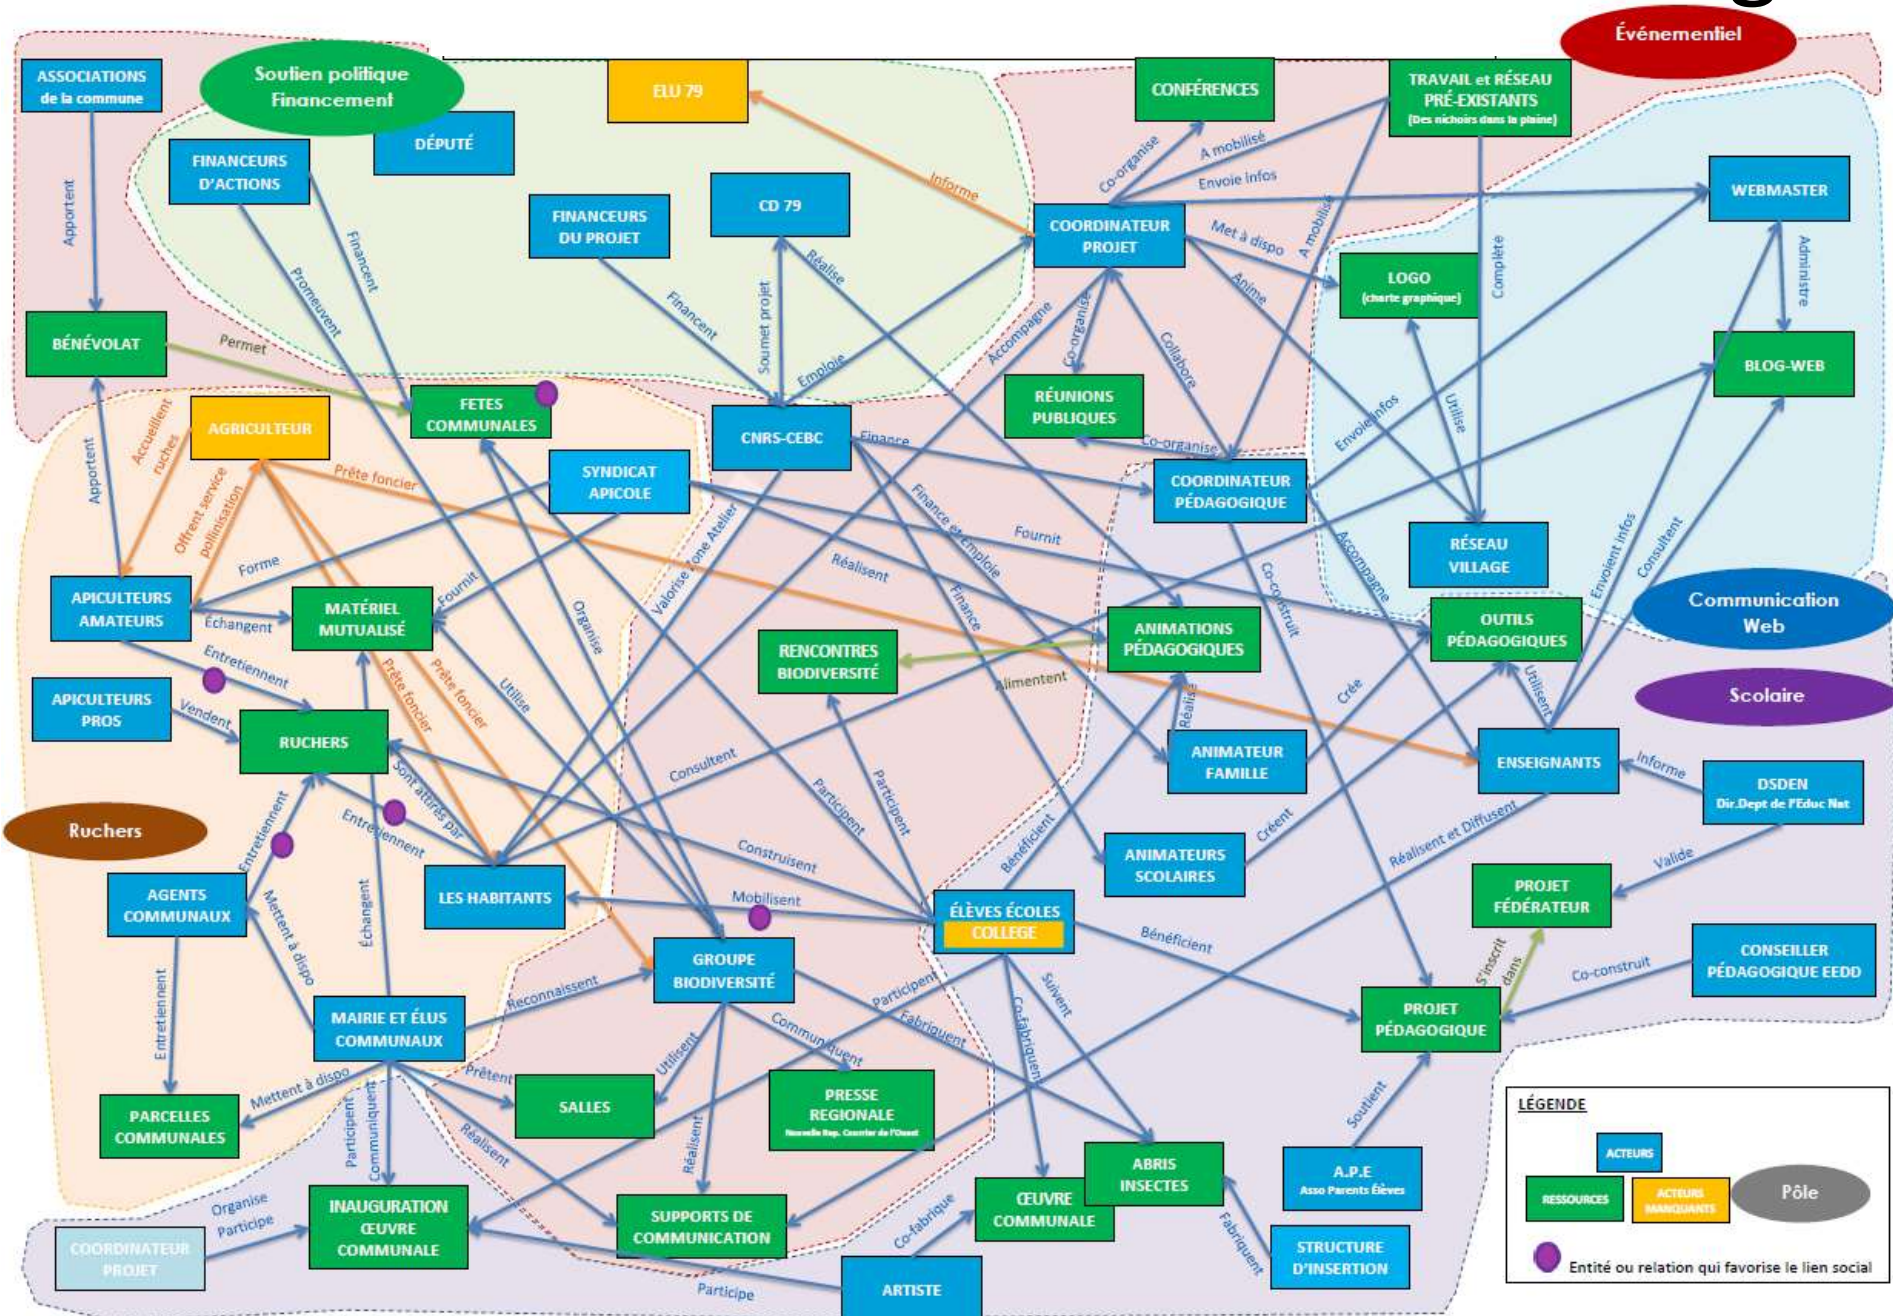 g
Événementiel
ASSOCIATIONS
de la commune
Soutien politique
Financement
ELU 79
CONFÉRENCES
TRAVAIL et RÉSEAU
PRÉ-EXISTANTS
(Des nichoirs dans la plaine)
DÉPUTÉ
FINANCEURS
D'ACTIONS
A mobilisé
Co-organise
Envoie infos
Informe
WEBMASTER
CD 79
FINANCEURS
DU PROJET
COORDINATEUR
PROJET
Apportent
Met à dispo
A mobilisé
Complète
Administre
Financent
Promeuvent
Réalise
Anime
LOGO
(charte graphique)
Financent
Soumet projet
Accompagne
Co-organise
Collabore
BÉNÉVOLAT
Permet
Emploie
BLOG-WEB
FETES
COMMUNALES
RÉUNIONS
PUBLIQUES
Utilise
Envoie infos
AGRICULTEUR
Accueillent
ruches
CNRS-CEBC
Finance
Co-organise
Apportent
Offrent service
pollinisation
Prête foncier
SYNDICAT
APICOLE
COORDINATEUR
PÉDAGOGIQUE
Finance et Emploie
Fournit
Valorise Zone Atelier
RÉSEAU
VILLAGE
Envoient infos
Consultent
Accompagne
Forme
Réalisent
Co-construit
Finance
APICULTEURS
AMATEURS
Échangent
MATÉRIEL
MUTUALISÉ
Fournit
Organise
ANIMATIONS
PÉDAGOGIQUES
OUTILS
PÉDAGOGIQUES
Communication
Web
RENCONTRES
BIODIVERSITÉ
Alimentent
Entretiennent
Prête foncier
Prête foncier
Utilise
Crée
Utilisent
Scolaire
APICULTEURS
PROS
Vendent
RUCHERS
Réalise
ANIMATEUR
FAMILLE
ENSEIGNANTS
Informe
DSDEN
Dir.Dept de l'Educ Nat
Consultent
Sont attirés par
Participent
Participent
Ruchers
Entretiennent
Entretiennent
Construisent
Bénéficient
Créent
Réalisent et Diffusent
Valide
ANIMATEURS
SCOLAIRES
AGENTS
COMMUNAUX
LES HABITANTS
Mobilisent
ÉLÈVES ÉCOLES
COLLEGE
PROJET
FÉDÉRATEUR
Mettent à dispo
Échangent
Bénéficient
S'inscrit
dans
Co-construit
CONSEILLER
PÉDAGOGIQUE EEDD
GROUPE
BIODIVERSITÉ
Reconnaissent
Participent
Suivent
Entretiennent
MAIRIE ET ÉLUS
COMMUNAUX
Communiquent
Fabriquent
Co-fabriquent
PROJET
PÉDAGOGIQUE
Utilisent
Mettent à dispo
Prêtent
SALLES
PRESSE
REGIONALE
Nouvelle Rep. Courrier de l'Ouest
Soutient
LÉGENDE
PARCELLES
COMMUNALES
Participent
Communiquent
Réalisent
Réalisent
ABRIS
INSECTES
A.P.E
Asso Parents Élèves
ACTEURS
RESSOURCES
ACTEURS
MANQUANTS
Pôle
Organise
Participe
INAUGURATION
ŒUVRE
COMMUNALE
SUPPORTS DE
COMMUNICATION
Co-fabrique
ŒUVRE
COMMUNALE
Fabriquent
COORDINATEUR
PROJET
STRUCTURE
D'INSERTION
Entité ou relation qui favorise le lien social
Participe
ARTISTE